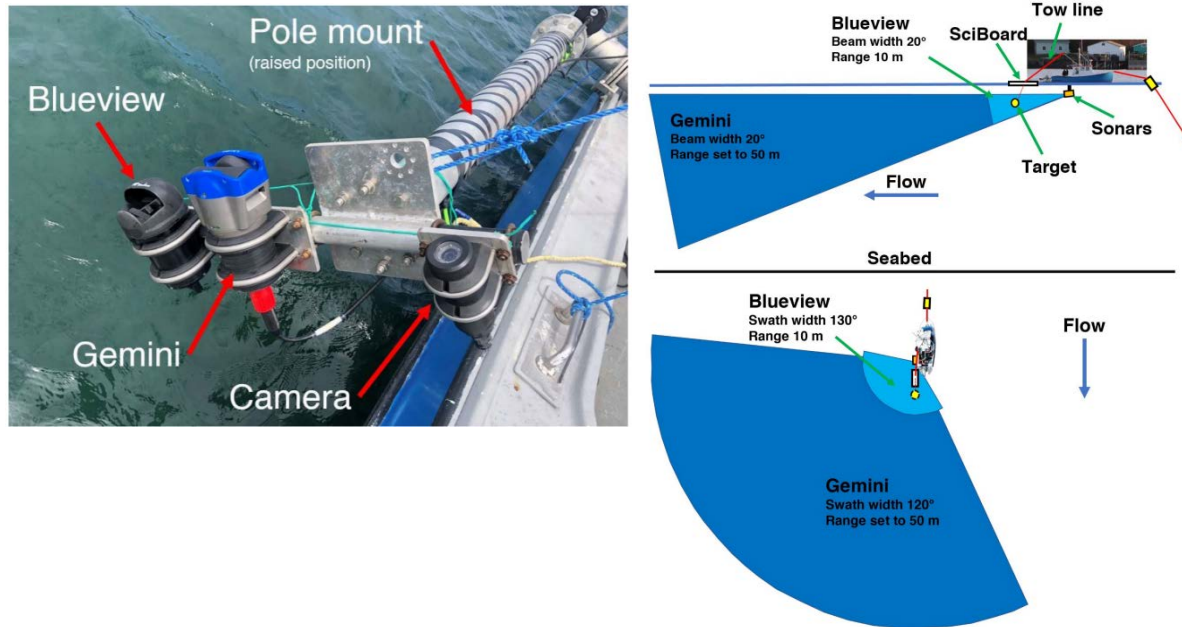 Pole mount
(raised position)
Blueview
Gemini
Camera
Blueview
Beam width 20°
Range 10 m
SciBoard
Tow line
Gemini
Beam width 20°
Range set to 50 m
Sonars
Target
Flow
Seabed
Blueview
Swath width 130°
Range 10 m
Flow
Gemini
Swath width 120°
Range set to 50 m